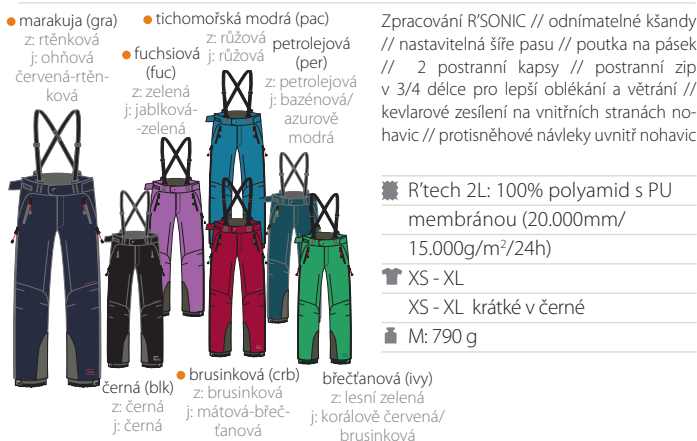 marakuja (gra)
z: rtěnková
j: ohňová
červená-rtěn-
ková
tichomořská modrá (pac)
z: růžová
j: růžová
fuchsiová
(fuc)
z: zelená
j: jablková-
-zelená
petrolejová
(per)
z: petrolejová
j: bazénová/
azurově
modrá
černá (blk)
z: černá
j: černá
brusinková (crb)
z: brusinková
j: mátová-břeč-
ťanová
břečťanová (ivy)
z: lesní zelená
j: korálově červená/
brusinková
Zpracování R'SONIC // odnímatelné kšandy
// nastavitelná šíře pasu // poutka na pásek
// 2 postranní kapsy // postranní zip
v 3/4 délce pro lepší oblékání a větrání //
kevlarové zesílení na vnitřních stranách no-
havic // protisněhové návleky uvnitř nohavic
R'tech 2L: 100% polyamid s PU
membránou (20.000mm/
15.000g/m²/24h)
XS - XL
XS - XL krátké v černé
M: 790 g